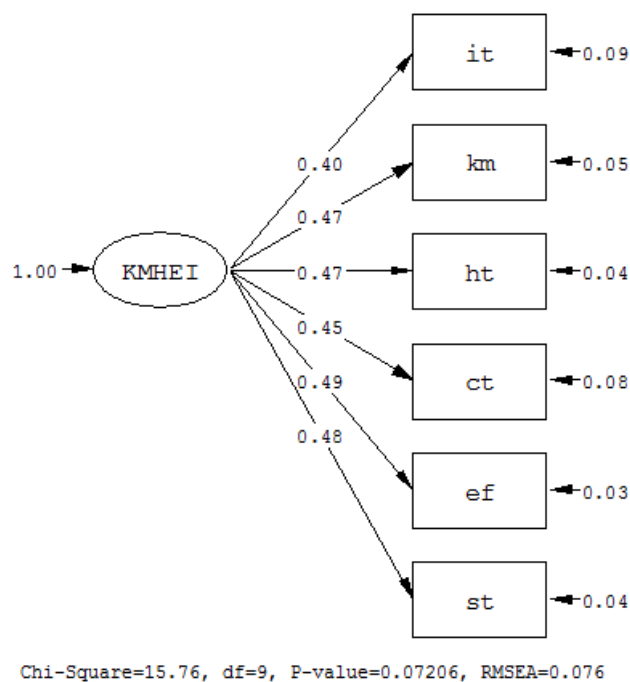 it
0.09
0.40
km
0.05
0.47
1.00
KMHEI
0.47
ht
0.04
0.45
ct
0.08
0.49
ef
0.03
0.48
st
0.04
Chi-Square=15.76, df=9, P-value=0.07206, RMSEA=0.076